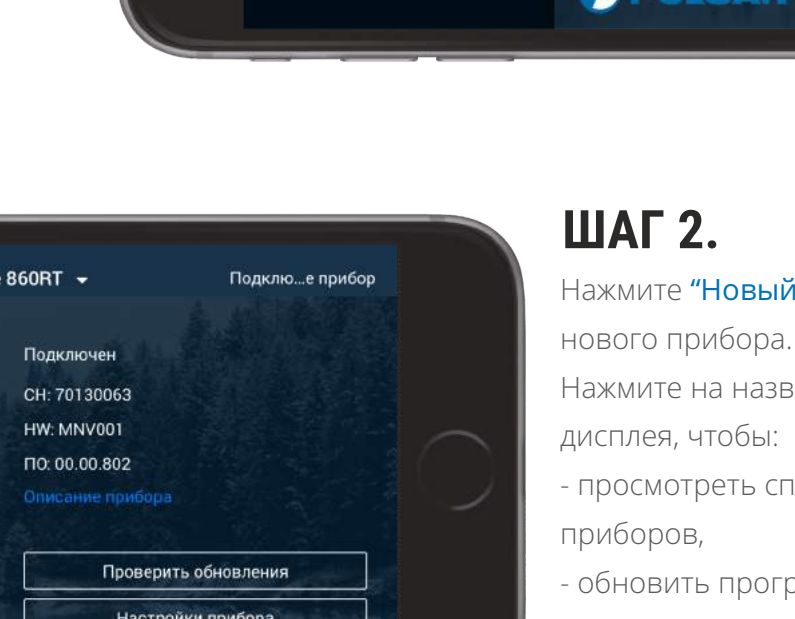 PULSAR
860RT
Подклю...е прибор
Подключен
СН: 70130063
HW: MNV001
ПО: 00.00.802
Описание прибора
Проверить обновления
Настройки прибора
ШАГ 2.
Нажмите “Новый
нового прибора.
Нажмите на назв
дисплея, чтобы:
- просмотреть сп
приборов,
- обновить прогр